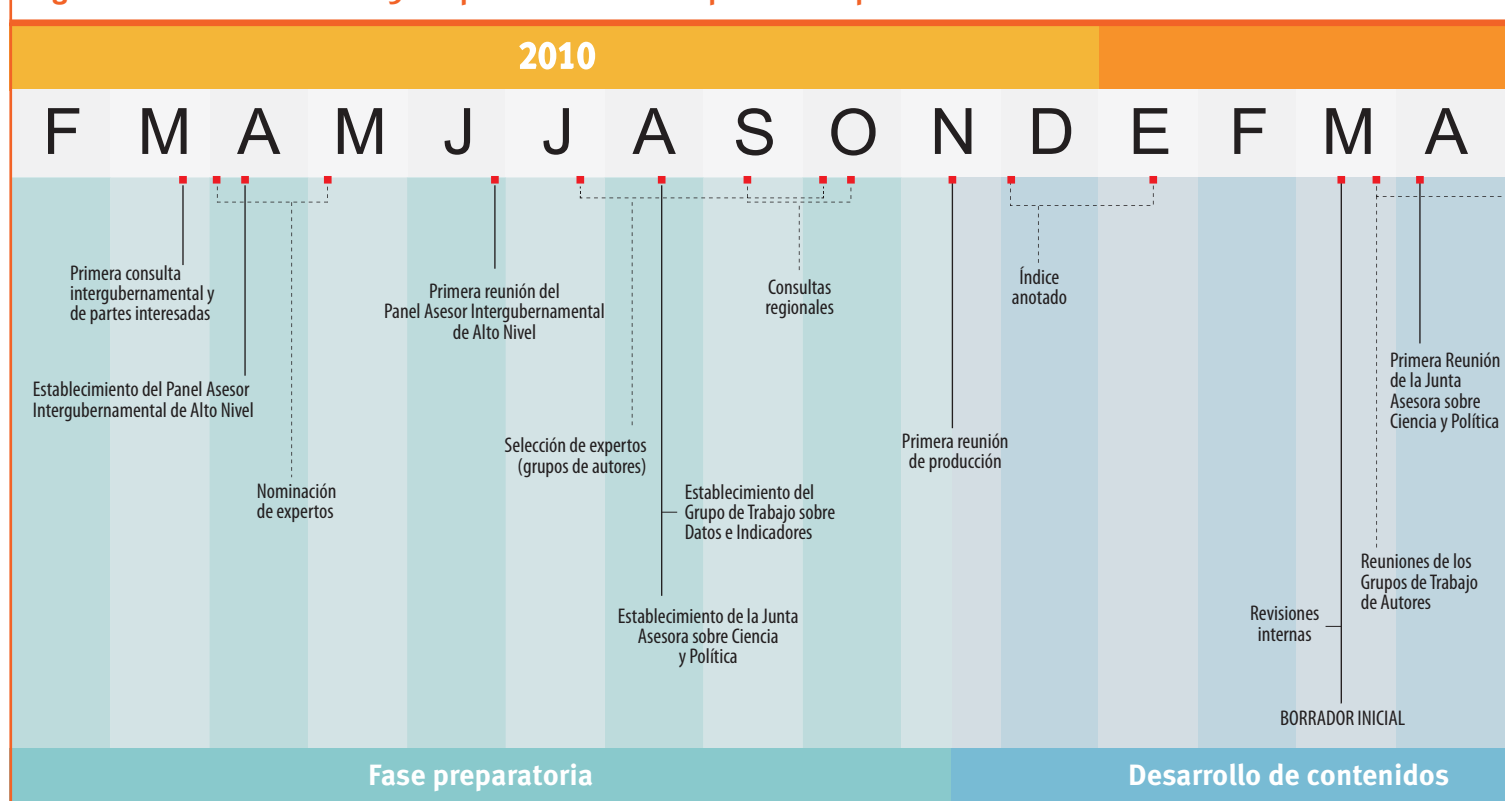 2010
F M A M J J A S O N D E F M A
Primera consulta
intergubernamental y
de partes interesadas
Establecimiento del Panel Asesor
Intergubernamental de Alto Nivel
Nominación
de expertos
Primera reunión del
Panel Asesor Intergubernamental
de Alto Nivel
Selección de expertos
(grupos de autores)
Establecimiento del
Grupo de Trabajo sobre
Datos e Indicadores
Establecimiento de la Junta
Asesora sobre Ciencia
y Política
Consultas
regionales
Primera reunión
de producción
Índice
anotado
Revisiones
internas
BORRADOR INICIAL
Reuniones de los
Grupos de Trabajo
de Autores
Primera Reunión
de la Junta
Asesora sobre
Ciencia y Política
Fase preparatoria
Desarrollo de contenidos